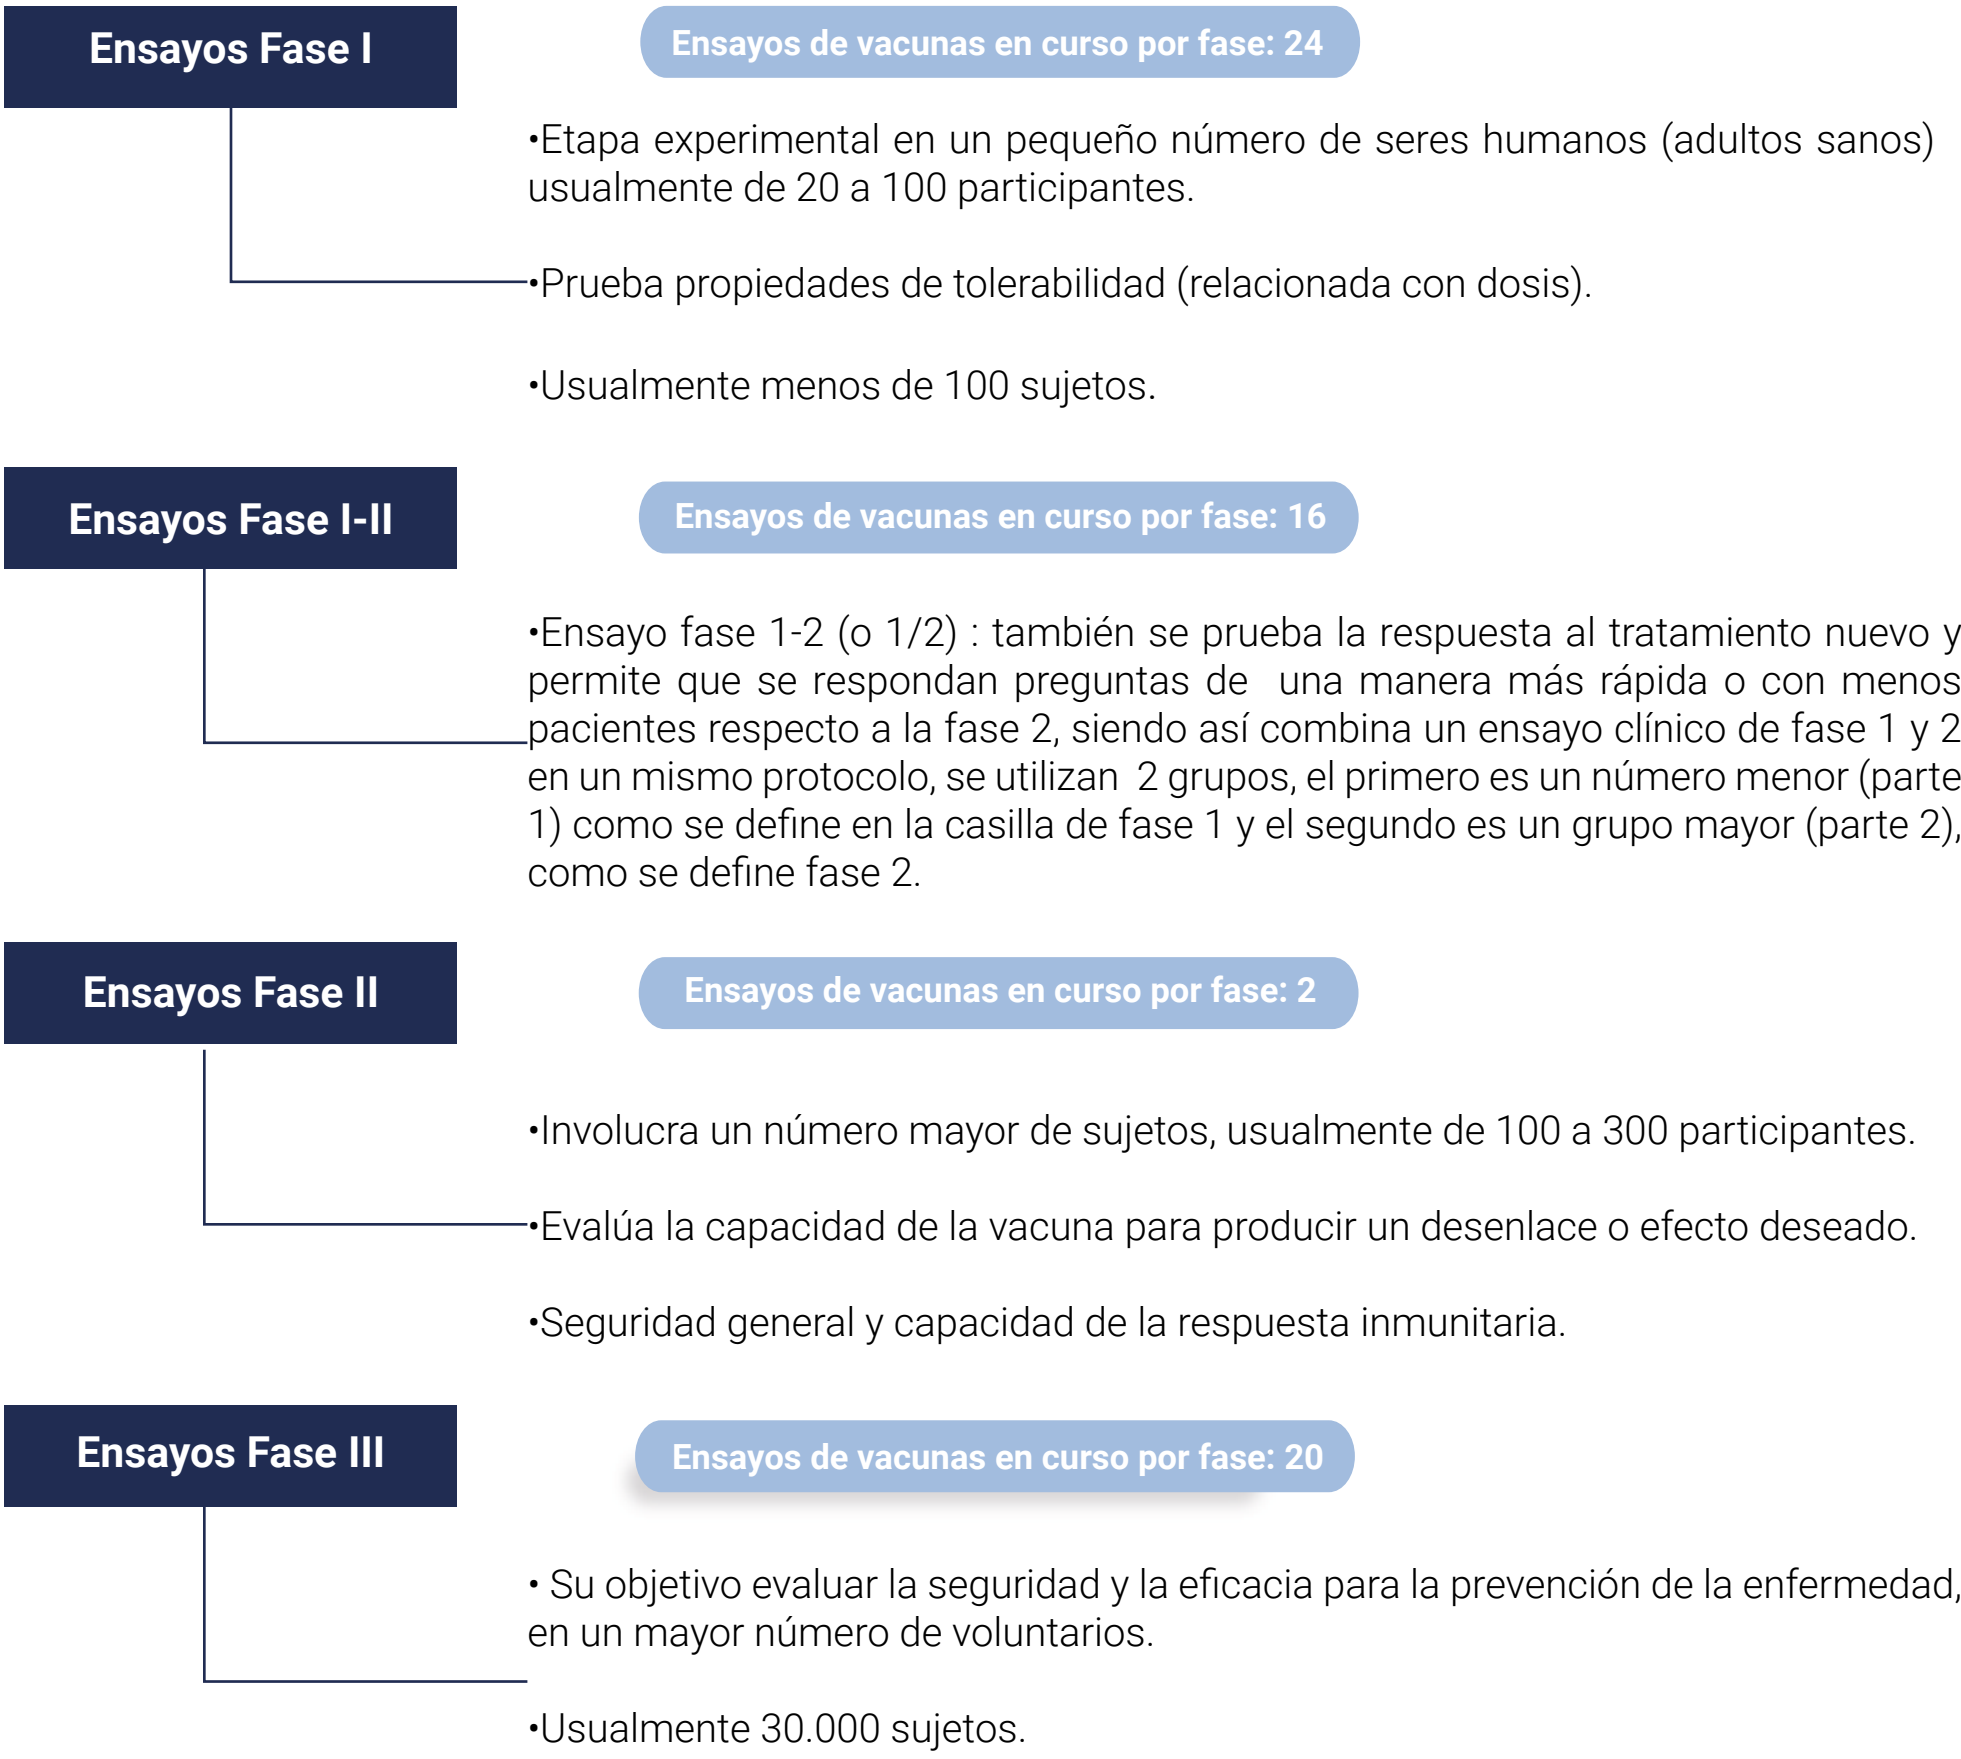 Ensayos Fase I
Ensayos de vacunas en curso por fase: 24
•Etapa experimental en un pequeño número de seres humanos (adultos sanos)
usualmente de 20 a 100 participantes.
•Prueba propiedades de tolerabilidad (relacionada con dosis).
•Usualmente menos de 100 sujetos.
Ensayos Fase I-II
Ensayos de vacunas en curso por fase: 16
•Ensayo fase 1-2 (o 1/2) : también se prueba la respuesta al tratamiento nuevo y
permite que se respondan preguntas de una manera más rápida o con menos
pacientes respecto a la fase 2, siendo así combina un ensayo clínico de fase 1 y 2
en un mismo protocolo, se utilizan 2 grupos, el primero es un número menor (parte
1) como se define en la casilla de fase 1 y el segundo es un grupo mayor (parte 2),
como se define fase 2.
Ensayos Fase II
Ensayos de vacunas en curso por fase: 2
•Involucra un número mayor de sujetos, usualmente de 100 a 300 participantes.
•Evalúa la capacidad de la vacuna para producir un desenlace o efecto deseado.
•Seguridad general y capacidad de la respuesta inmunitaria.
Ensayos Fase III
Ensayos de vacunas en curso por fase: 20
• Su objetivo evaluar la seguridad y la eficacia para la prevención de la enfermedad,
en un mayor número de voluntarios.
•Usualmente 30.000 sujetos.